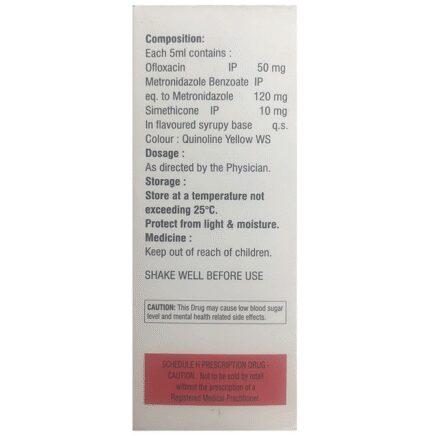 Composition:
Each 5ml contains :
Ofloxacin IP 50 mg
Metronidazole Benzoate IP
eq. to Metronidazole 120 mg
Simethicone IP 10 mg
In flavoured syrupy base q.s.
Colour : Quinoline Yellow WS
Dosage :
As directed by the Physician.
Storage :
Store at a temperature not
exceeding 25°C.
Protect from light & moisture.
Medicine :
Keep out of reach of children.
SHAKE WELL BEFORE USE
CAUTION: This Drug may cause low blood sugar
level and mental health related side effects.
SCHEDULE H PRESCRIPTION DRUG -
CAUTION : Not to be sold by retail
without the prescription of a
Registered Medical Practitioner